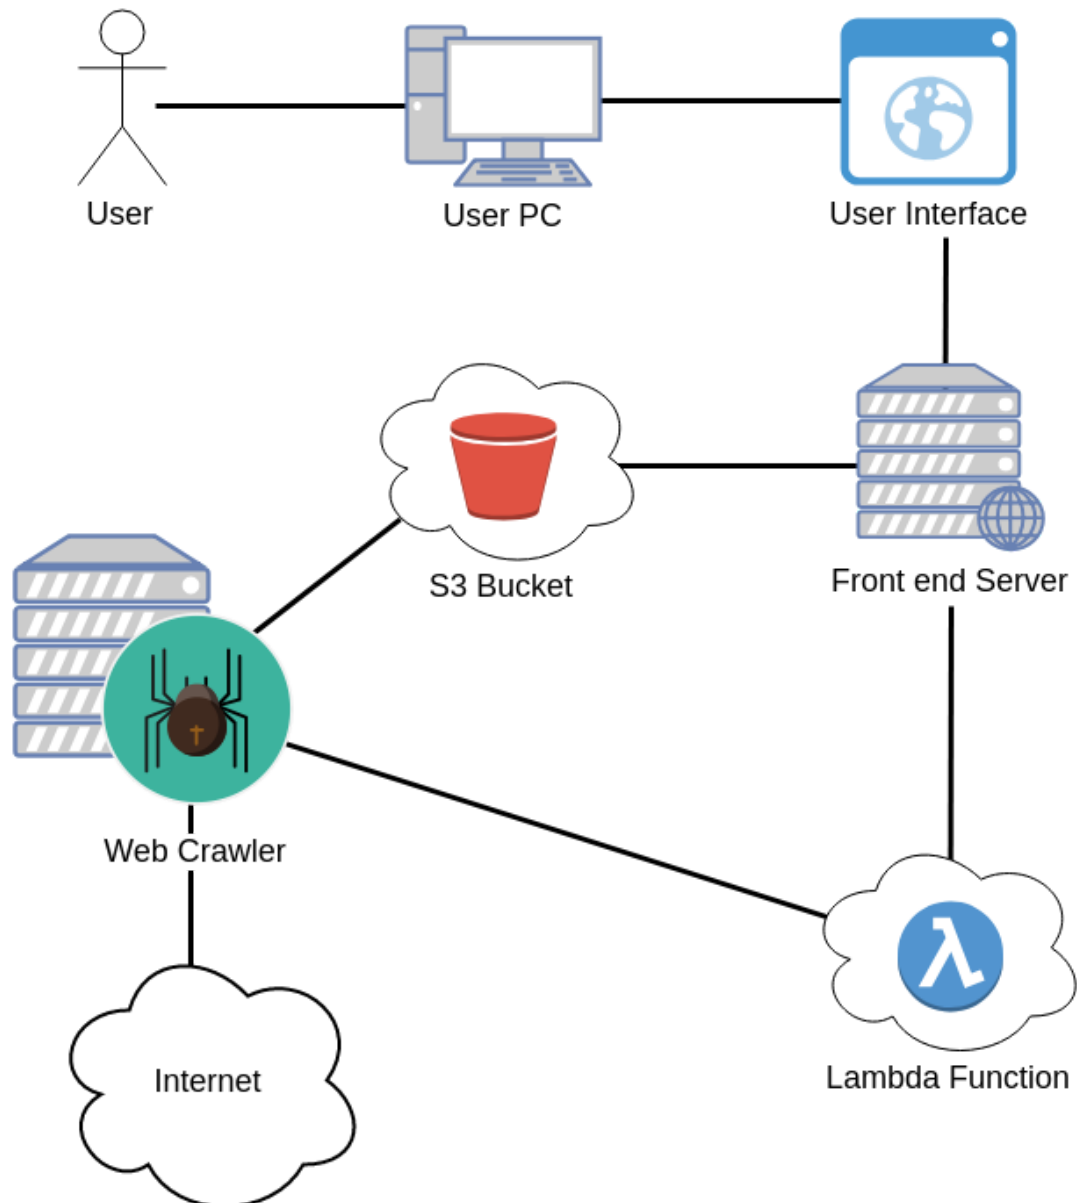 User
User PC
User Interface
S3 Bucket
Front end Server
Web Crawler
Internet
Lambda Function